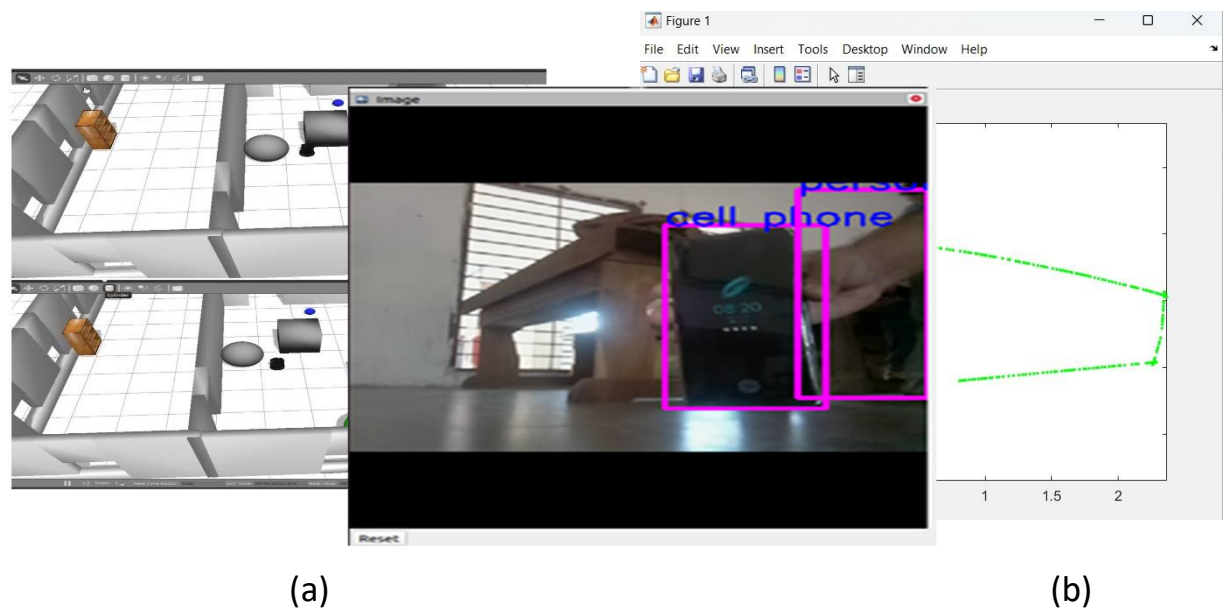 Figure 1
File Edit View Insert Tools Desktop Window Help
Image
cell phone
08:20
Cylinder
1 1.5 2
Reset
(a) (b)